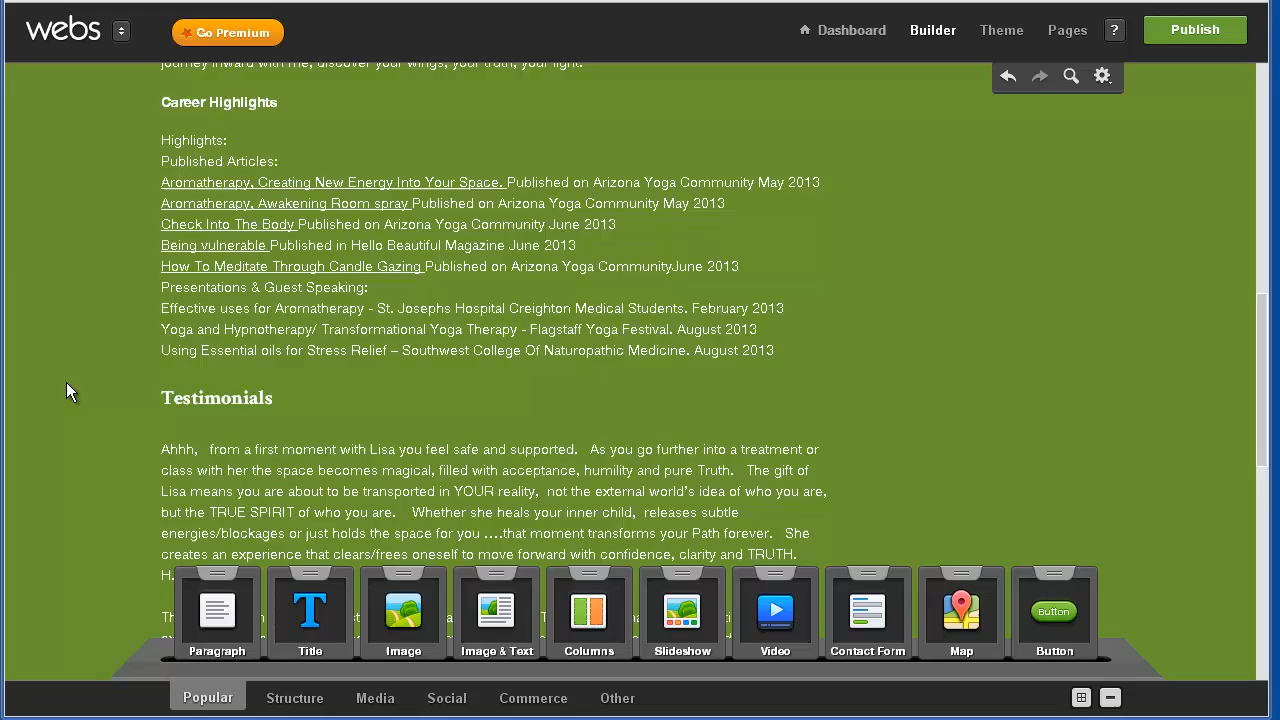 webs
Go Premium
Dashboard
Builder
Theme
Pages
?
Publish
journey inward with me, discover your wings, your truth, your light.
Career Highlights
Highlights:
Published Articles:
Aromatherapy, Creating New Energy Into Your Space. Published on Arizona Yoga Community May 2013
Aromatherapy, Awakening Room spray Published on Arizona Yoga Community May 2013
Check Into The Body Published on Arizona Yoga Community June 2013
Being vulnerable Published in Hello Beautiful Magazine June 2013
How To Meditate Through Candle Gazing Published on Arizona Yoga CommunityJune 2013
Presentations & Guest Speaking:
Effective uses for Aromatherapy - St. Josephs Hospital Creighton Medical Students. February 2013
Yoga and Hypnotherapy/ Transformational Yoga Therapy - Flagstaff Yoga Festival. August 2013
Using Essential oils for Stress Relief – Southwest College Of Naturopathic Medicine. August 2013
Testimonials
Ahhh,   from a first moment with Lisa you feel safe and supported.   As you go further into a treatment or
class with her the space becomes magical, filled with acceptance, humility and pure Truth.   The gift of
Lisa means you are about to be transported in YOUR reality,  not the external world's idea of who you are,
but the TRUE SPIRIT of who you are.    Whether she heals your inner child,  releases subtle
energies/blockages or just holds the space for you ....that moment transforms your Path forever.   She
creates an experience that clears/frees oneself to move forward with confidence, clarity and TRUTH.
H.
Paragraph
Title
Image
Image & Text
Columns
Slideshow
Video
Contact Form
Map
Button
Button
Popular
Structure
Media
Social
Commerce
Other